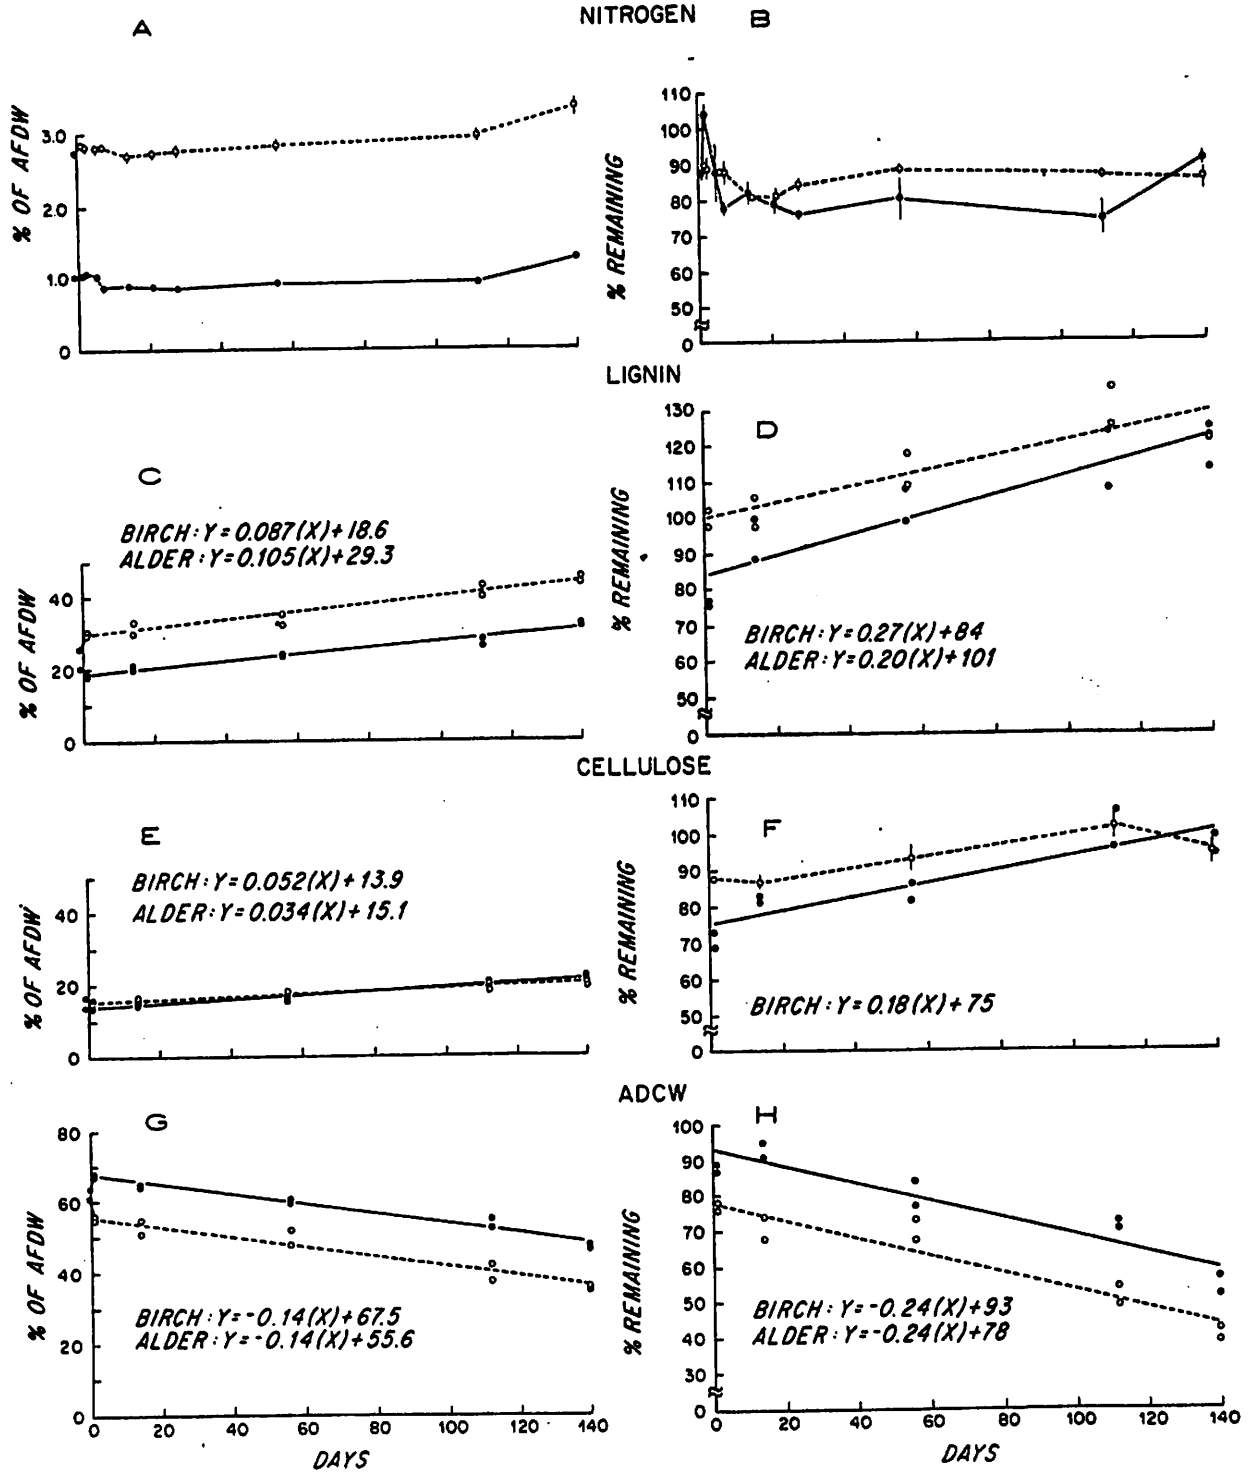 NITROGEN
A
B
% OF AFDW
3.0
2.0
1.0
0
% REMAINING
110
100
90
80
70
60
50
0
LIGNIN
C
BIRCH: Y=0.087(X)+18.6
ALDER: Y=0.105(X)+29.3
% OF AFDW
40
20
0
D
% REMAINING
130
120
110
100
90
80
70
60
50
0
BIRCH: Y=0.27(X)+84
ALDER: Y=0.20(X)+101
CELLULOSE
E
BIRCH: Y=0.052(X)+13.9
ALDER: Y=0.034(X)+15.1
% OF AFDW
40
20
0
F
% REMAINING
110
100
90
80
70
60
50
0
BIRCH: Y=0.18(X)+75
ADCW
G
% OF AFDW
80
60
40
20
0
BIRCH: Y=-0.14(X)+67.5
ALDER: Y=-0.14(X)+55.6
0 20 40 60 80 100 120 140
DAYS
H
% REMAINING
100
90
80
70
60
50
40
30
0
BIRCH: Y=-0.24(X)+93
ALDER: Y=-0.24(X)+78
0 20 40 60 80 100 120 140
DAYS